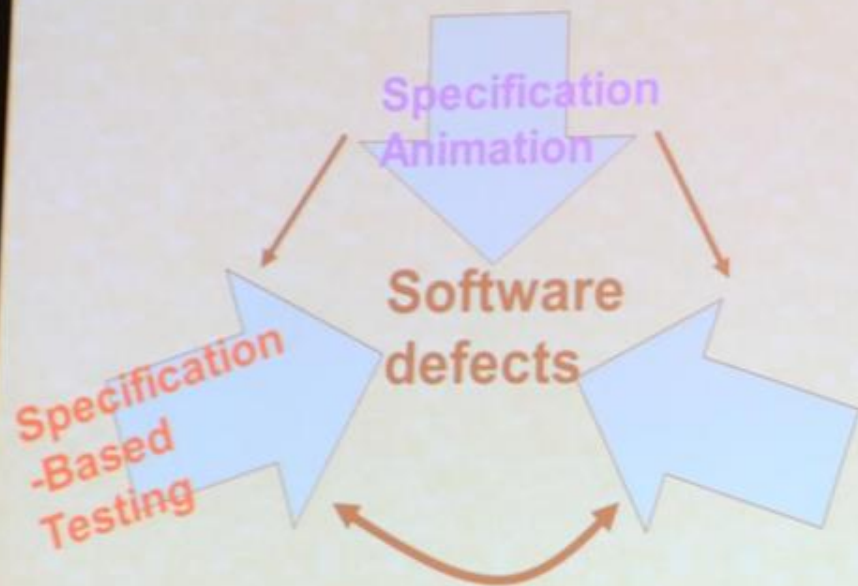 Specification
Animation
Software
defects
Specification
-Based
Testing